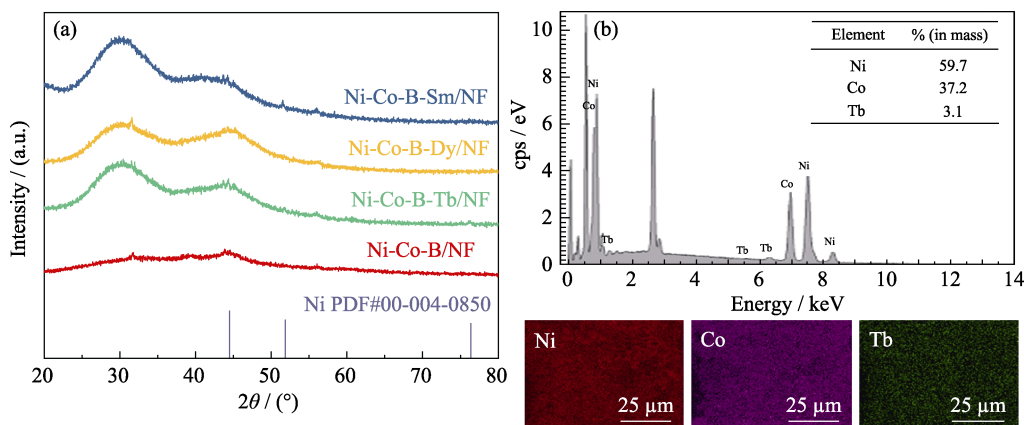 (a)
Ni-Co-B-Sm/NF
Ni-Co-B-Dy/NF
Ni-Co-B-Tb/NF
Ni-Co-B/NF
Ni PDF#00-004-0850
Intensity / (a.u.)
20 30 40 50 60 70 80
2θ / (°)
(b)
Element % (in mass)
Ni 59.7
Co 37.2
Tb 3.1
10
8
6
4
2
0
cps / eV
Ni
Co
Tb
Tb
Tb
Co
Ni
Ni
0 2 4 6 8 10 12 14
Energy / keV
Ni
25 μm
Co
25 μm
Tb
25 μm